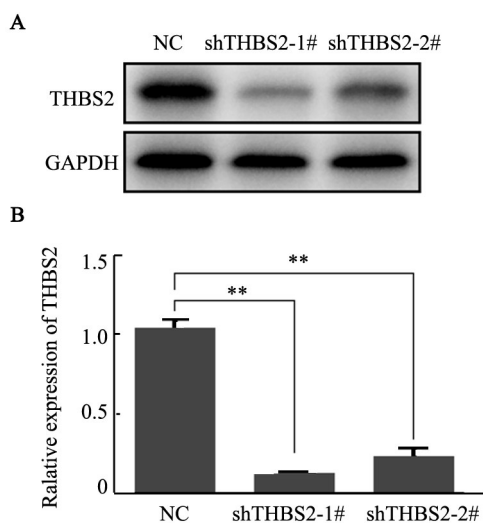 A
NC shTHBS2-1# shTHBS2-2#
THBS2
GAPDH
B
Ralative expression of THBS2
1.5
1.0
0.5
0
**
**
NC shTHBS2-1# shTHBS2-2#